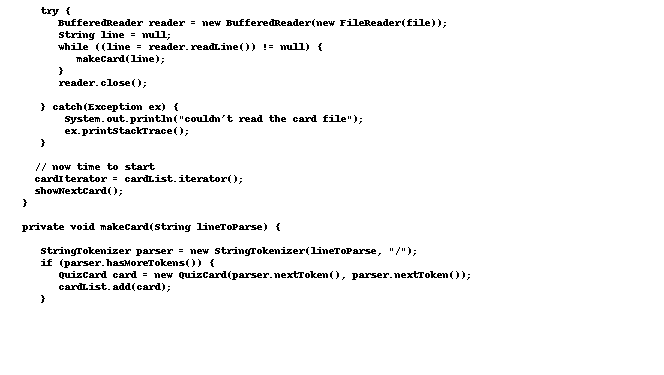 try {
BufferedReader reader = new BufferedReader(new FileReader(file));
String line = null;
while ((line = reader.readLine()) != null) {
makeCard(line);
}
reader.close();
} catch(Exception ex) {
System.out.println("couldn't read the card file");
ex.printStackTrace();
}
// now time to start
cardIterator = cardList.iterator();
showNextCard();
}
private void makeCard(String lineToParse) {
StringTokenizer parser = new StringTokenizer(lineToParse, "/");
if (parser.hasMoreTokens()) {
QuizCard card = new QuizCard(parser.nextToken(), parser.nextToken());
cardList.add(card);
}